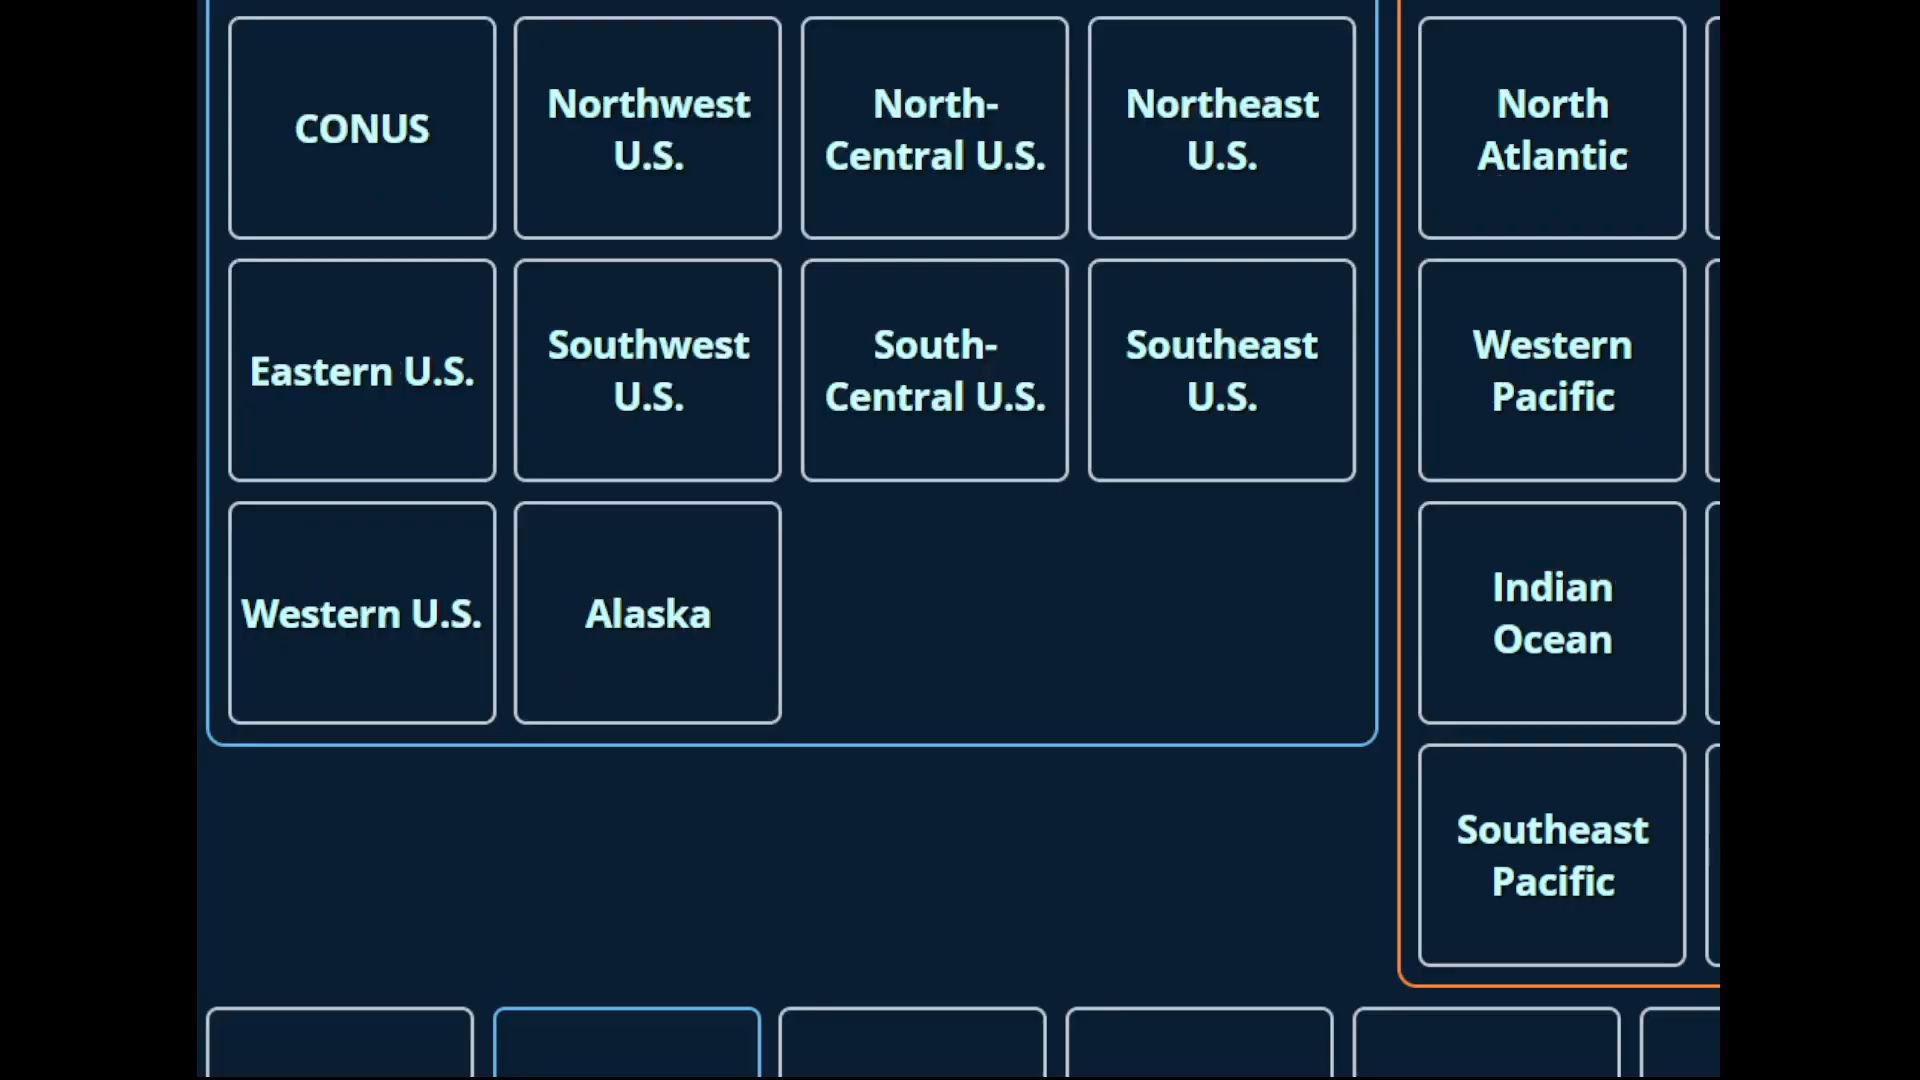 CONUS
Northwest
U.S.
North-
Central U.S.
Northeast
U.S.
North
Atlantic
Eastern U.S.
Southwest
U.S.
South-
Central U.S.
Southeast
U.S.
Western
Pacific
Western U.S.
Alaska
Indian
Ocean
Southeast
Pacific